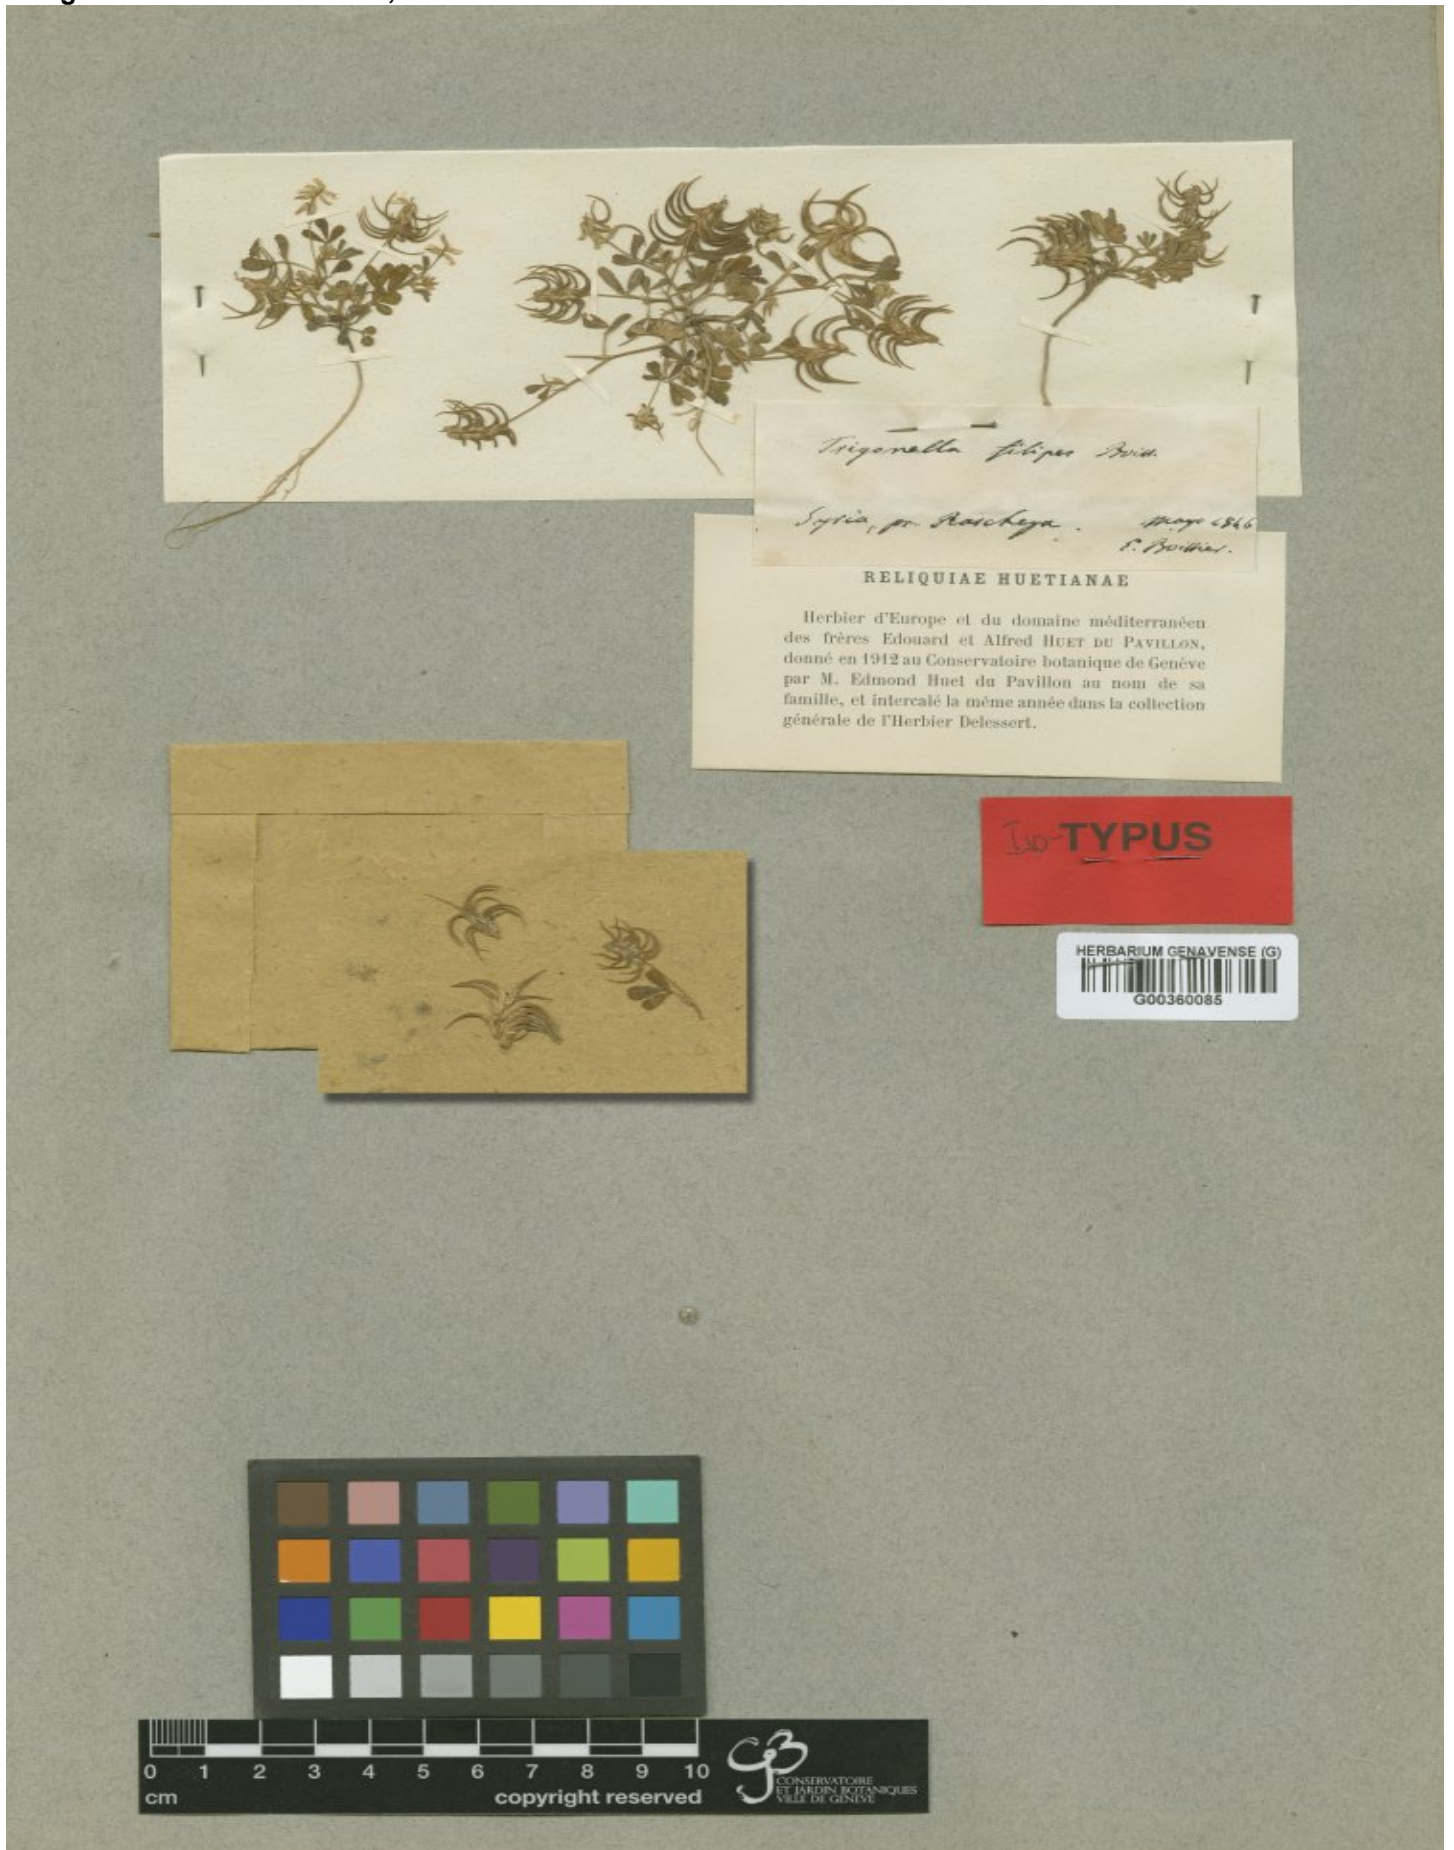 Trigonella filipes Boiss.
Syria, pr. Rascheya. mayo 1846
E. Boissier.
RELIQUIAE HUETIANAE
Herbier d'Europe et du domaine méditerranéen
des frères Edouard et Alfred HUET DU PAVILLON,
donné en 1912 au Conservatoire botanique de Genève
par M. Edmond Huet du Pavillon au nom de sa
famille, et intercalé la même année dans la collection
générale de l'Herbier Delessert.
Iso-TYPUS
HERBARIUM GENAVENSE (G)
G00360085
0 1 2 3 4 5 6 7 8 9 10
cm copyright reserved
CONSERVATOIRE
ET JARDIN BOTANIQUES
VILLE DE GENÈVE